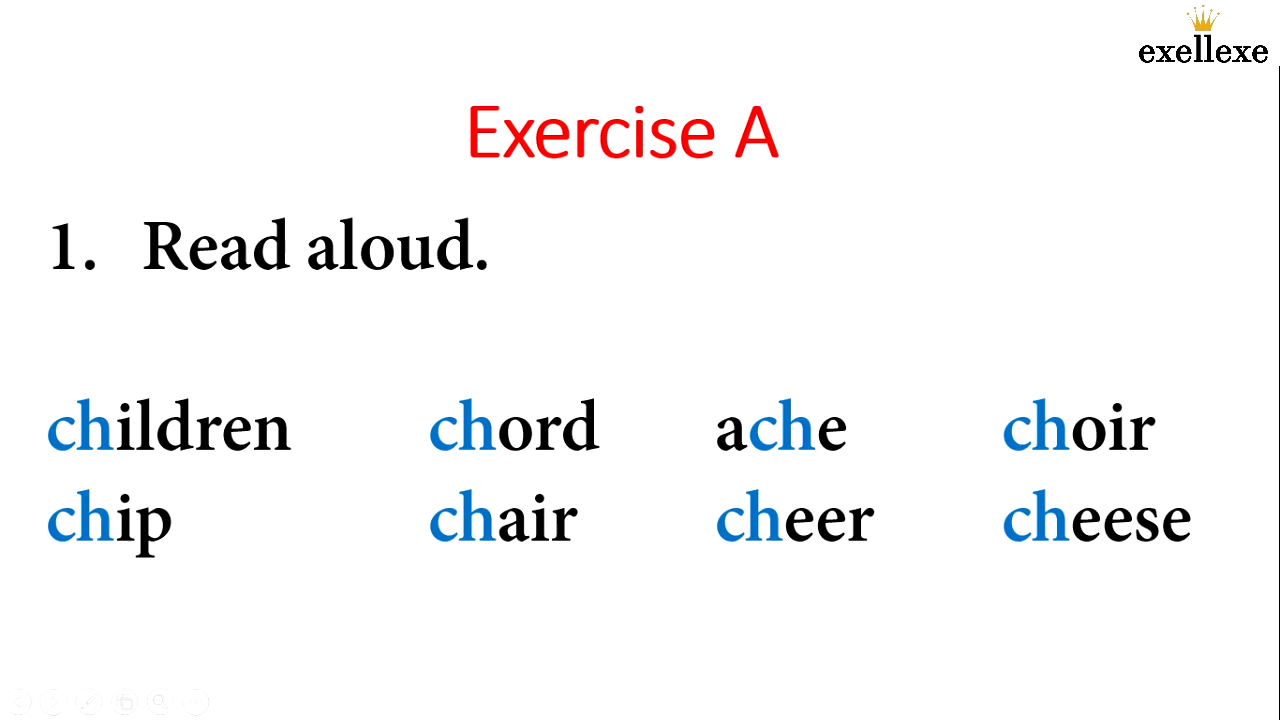 exellexe
Exercise A
1. Read aloud.
children chord ache choir
chip chair cheer cheese